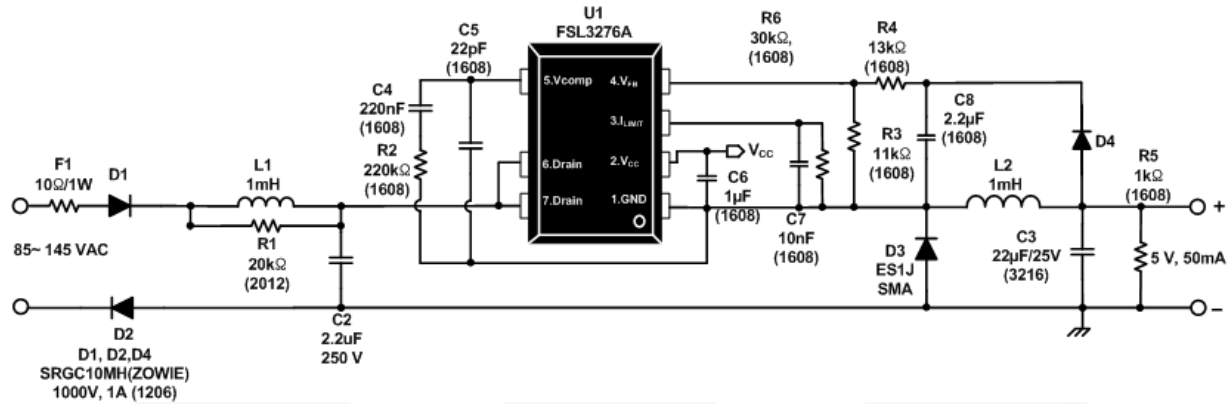 U1
FSL3276A
5.Vcomp
4.VFB
3.ILIMIT
6.Drain
2.VCC
7.Drain
1.GND
C5
22pF
(1608)
C4
220nF
(1608)
R2
220kΩ
(1608)
F1
10Ω/1W
D1
L1
1mH
R1
20kΩ
(2012)
85~ 145 VAC
C2
2.2uF
250 V
D2
D1, D2,D4
SRGC10MH(ZOWIE)
1000V, 1A (1206)
R6
30kΩ,
(1608)
R4
13kΩ
(1608)
C8
2.2µF
(1608)
R3
11kΩ
(1608)
D4
VCC
C6
1µF
(1608)
C7
10nF
(1608)
L2
1mH
R5
1kΩ
(1608)
D3
ES1J
SMA
C3
22µF/25V
(3216)
5 V, 50mA
+
−